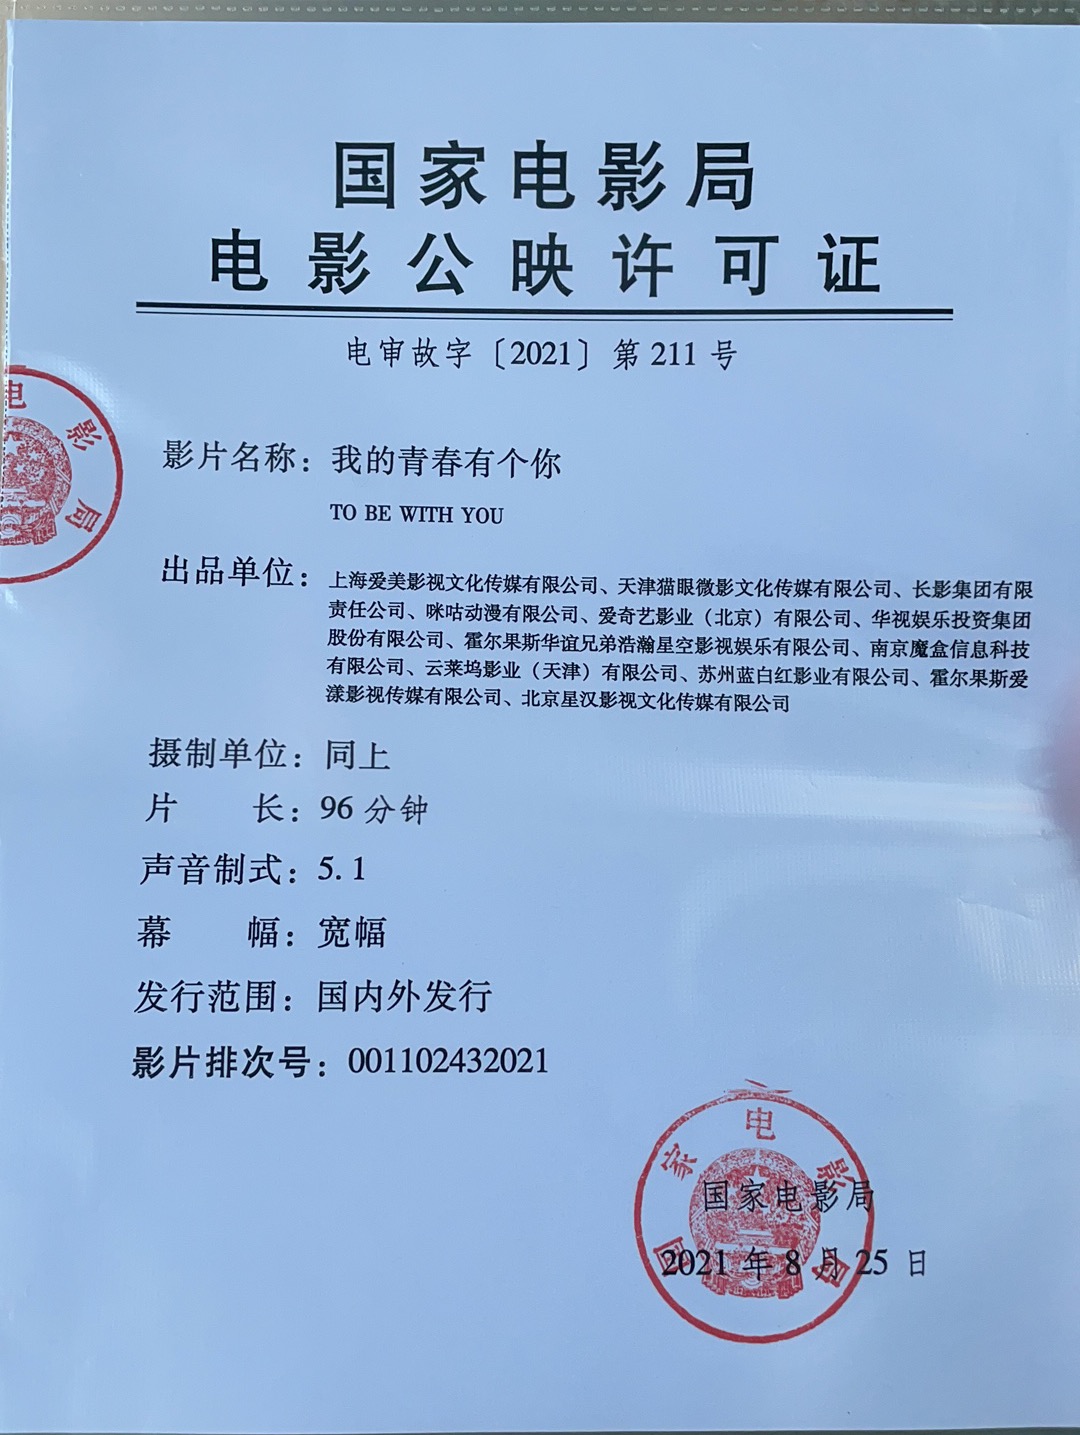 国家电影局
电影公映许可证
电审故字〔2021〕第 211 号
电影局
影片名称：我的青春有个你
TO BE WITH YOU
出品单位：上海爱美影视文化传媒有限公司、天津猫眼微影文化传媒有限公司、长影集团有限
责任公司、咪咕动漫有限公司、爱奇艺影业（北京）有限公司、华视娱乐投资集团
股份有限公司、霍尔果斯华谊兄弟浩瀚星空影视娱乐有限公司、南京魔盒信息科技
有限公司、云莱坞影业（天津）有限公司、苏州蓝白红影业有限公司、霍尔果斯爱
漾影视传媒有限公司、北京星汉影视文化传媒有限公司
摄制单位：同上
片　　长：96 分钟
声音制式：5.1
幕　　幅：宽幅
发行范围：国内外发行
影片排次号：001102432021
国家电影局
国家电影局
2021 年 8 月 25 日